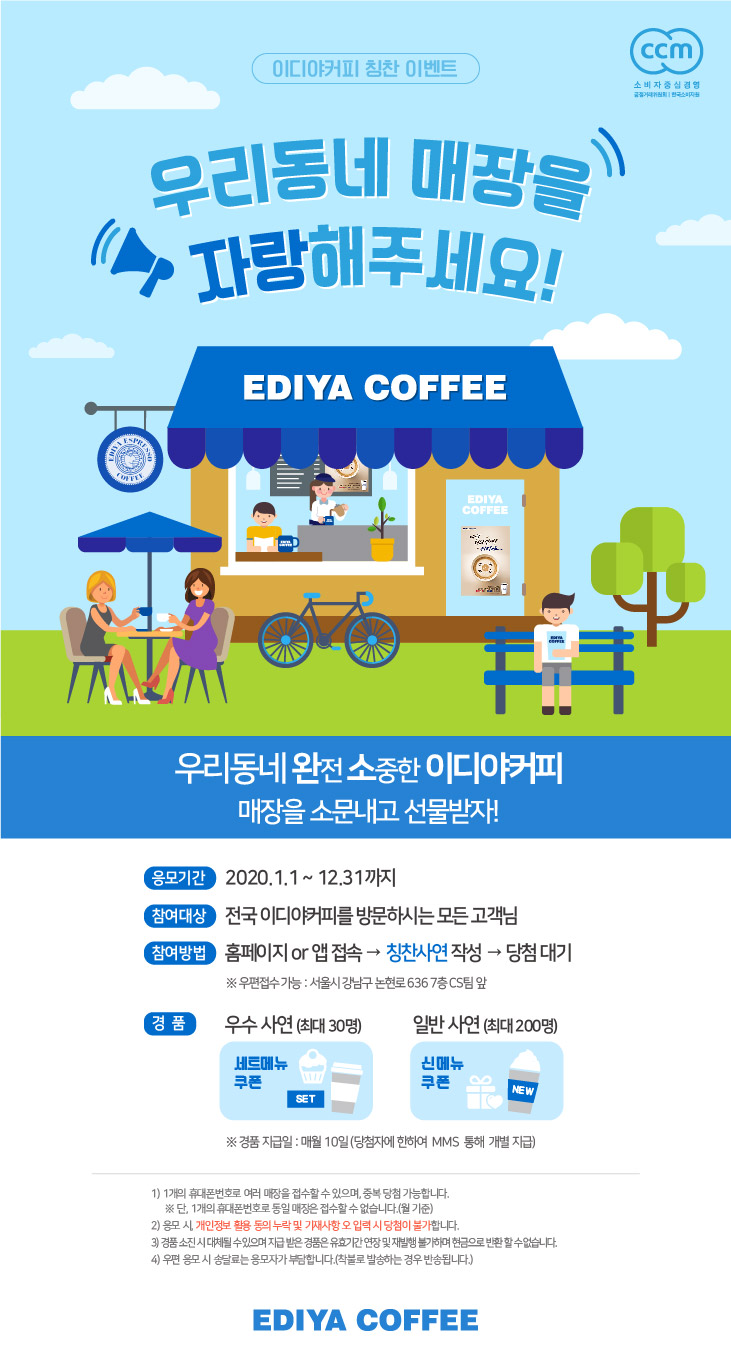 이디야커피 칭찬 이벤트
ccm
소비자중심경영
공정거래위원회 | 한국소비자원
우리동네 매장을
자랑해주세요!
EDIYA COFFEE
EDIYA ESPRESSO
COFFEE
EDIYA
COFFEE
EDIYA
COFFEE
EDIYA
COFFEE
우리동네 완전 소중한 이디야커피
매장을 소문내고 선물받자!
응모기간 2020.1.1 ~ 12.31까지
참여대상 전국 이디야커피를 방문하시는 모든 고객님
참여방법 홈페이지 or 앱 접속 → 칭찬사연 작성 → 당첨 대기
※ 우편접수 가능 : 서울시 강남구 논현로 636 7층 CS팀 앞
경 품 우수 사연 (최대 30명) 일반 사연 (최대 200명)
세트메뉴
쿠폰
SET
신메뉴
쿠폰
NEW
※ 경품 지급일 : 매월 10일 (당첨자에 한하여 MMS 통해 개별 지급)
1) 1개의 휴대폰번호로 여러 매장을 접수할 수 있으며, 중복 당첨 가능합니다.
※ 단, 1개의 휴대폰번호로 동일 매장은 접수할 수 없습니다.(월 기준)
2) 응모 시, 개인정보 활용 동의 누락 및 기재사항 오 입력 시 당첨이 불가합니다.
3) 경품 소진 시 대체될 수 있으며 지급 받은 경품은 유효기간 연장 및 재발행 불가하며 현금으로 반환 할 수 없습니다.
4) 우편 응모 시 송달료는 응모자가 부담합니다.(착불로 발송하는 경우 반송됩니다.)
EDIYA COFFEE